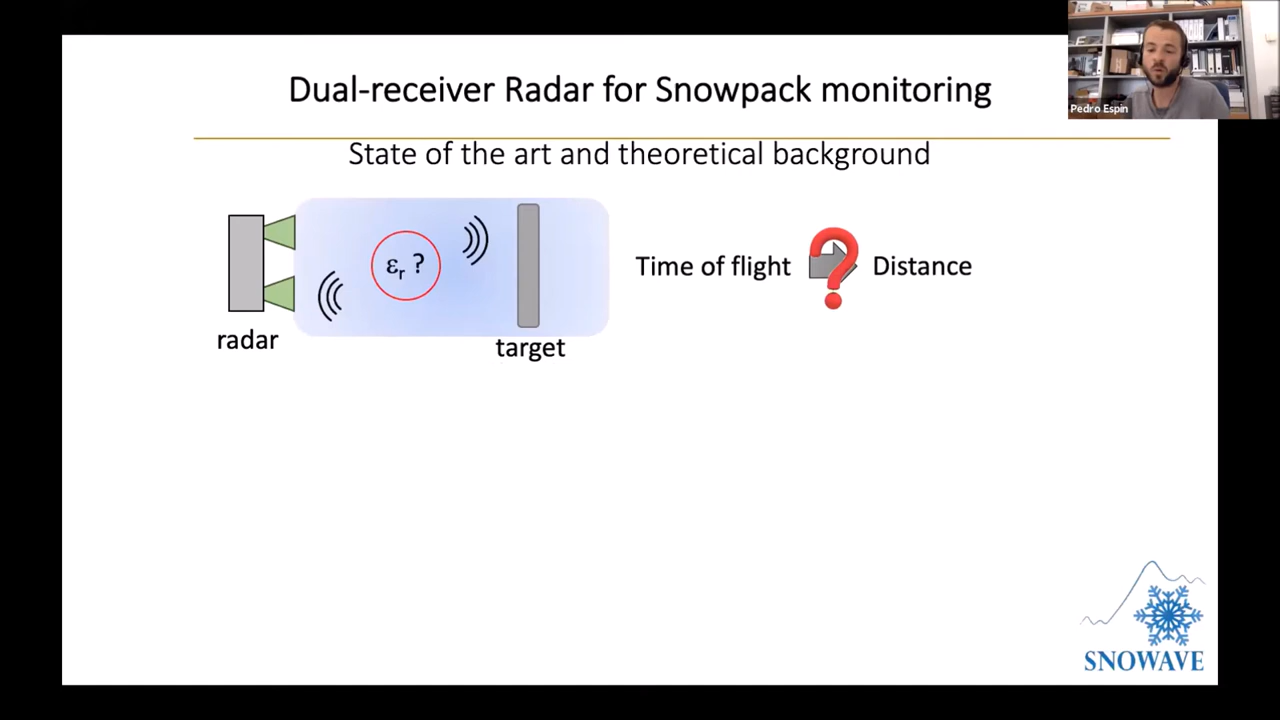 Dual-receiver Radar for Snowpack monitoring
Pedro Espin
State of the art and theoretical background
εr ?
Time of flight ? Distance
radar
target
SNOWAVE